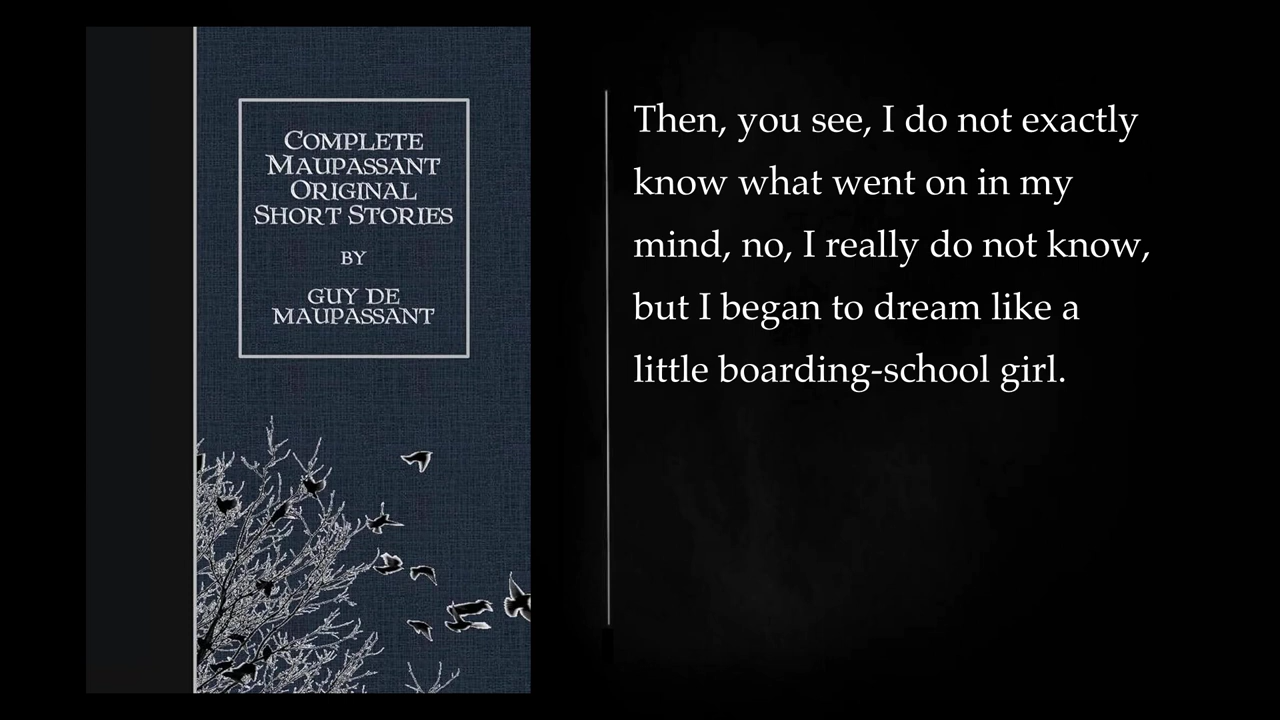 COMPLETE
MAUPASSANT
ORIGINAL
SHORT STORIES
BY
GUY DE
MAUPASSANT
Then, you see, I do not exactly
know what went on in my
mind, no, I really do not know,
but I began to dream like a
little boarding-school girl.